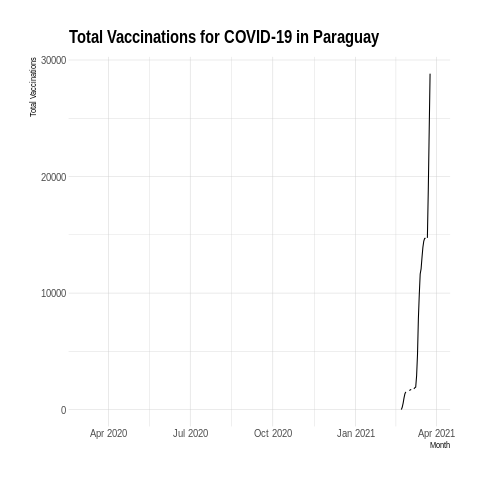 Total Vaccinations for COVID-19 in Paraguay
Total Vaccinations
30000
20000
10000
0
Apr 2020 Jul 2020 Oct 2020 Jan 2021 Apr 2021
Month